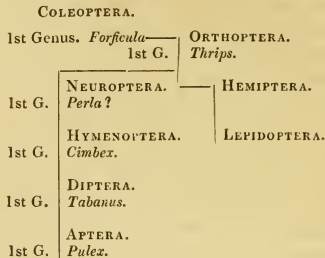 COLEOPTERA.
1st Genus. Forficula ORTHOPTERA.
1st G. Thrips.
NEUROPTERA. HEMIPTERA.
1st G. Perla?
HYMENOPTERA. LEPIDOPTERA.
1st G. Cimbex.
DIPTERA.
1st G. Tabanus.
APTERA.
1st G. Pulex.